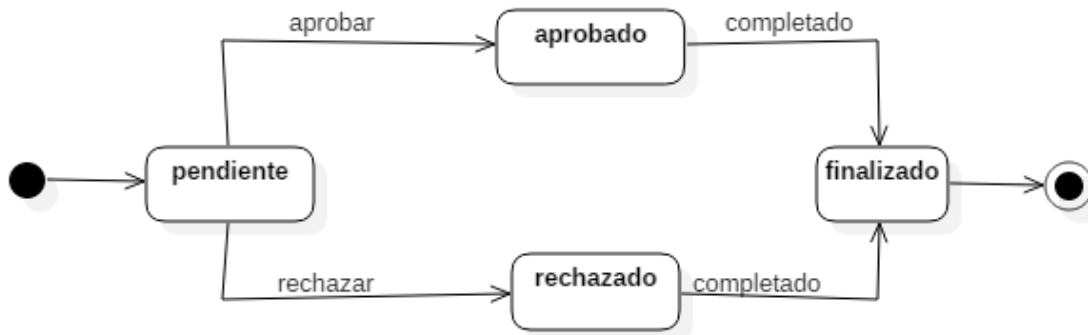 aprobar
aprobado
completado
pendiente
finalizado
rechazar
rechazado
completado